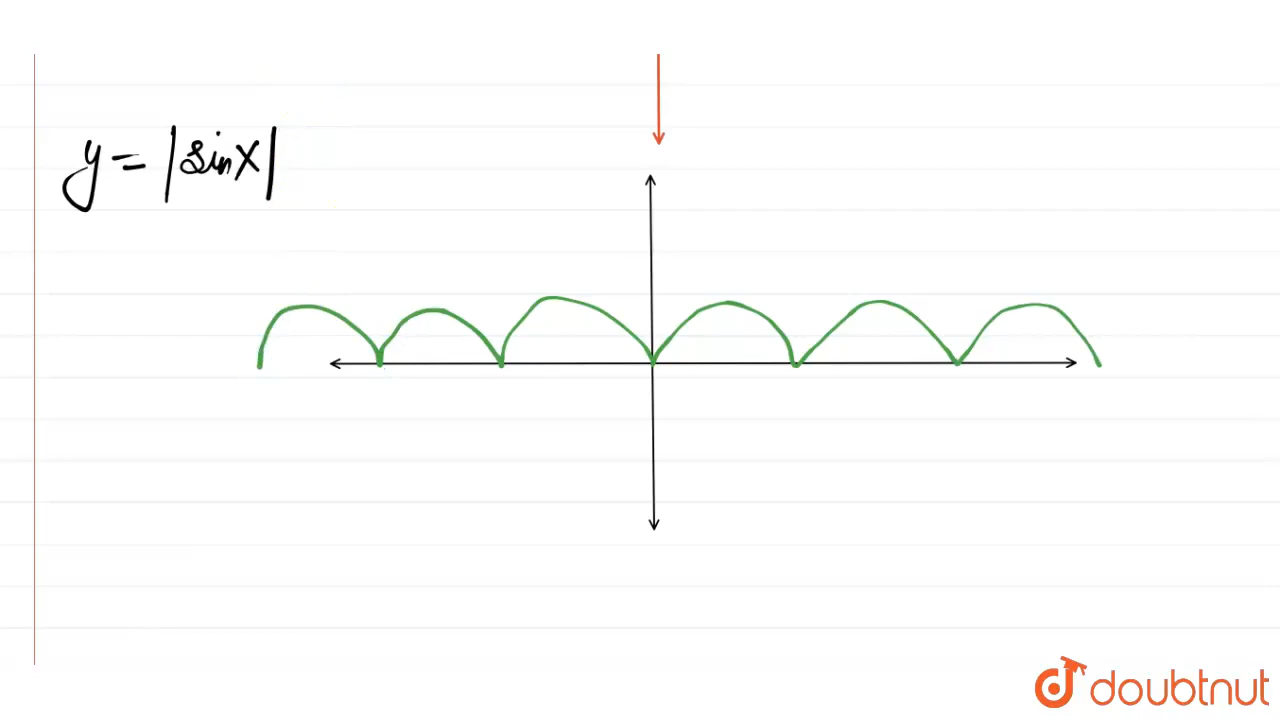 y = |sinx|
doubtnut